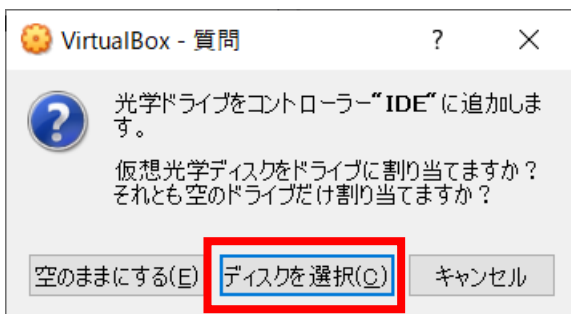 VirtualBox - 質問
光学ドライブをコントローラー"IDE"に追加しま
す。
仮想光学ディスクをドライブに割り当てますか？
それとも空のドライブだけ割り当てますか？
空のままにする(E) ディスクを選択(C) キャンセル